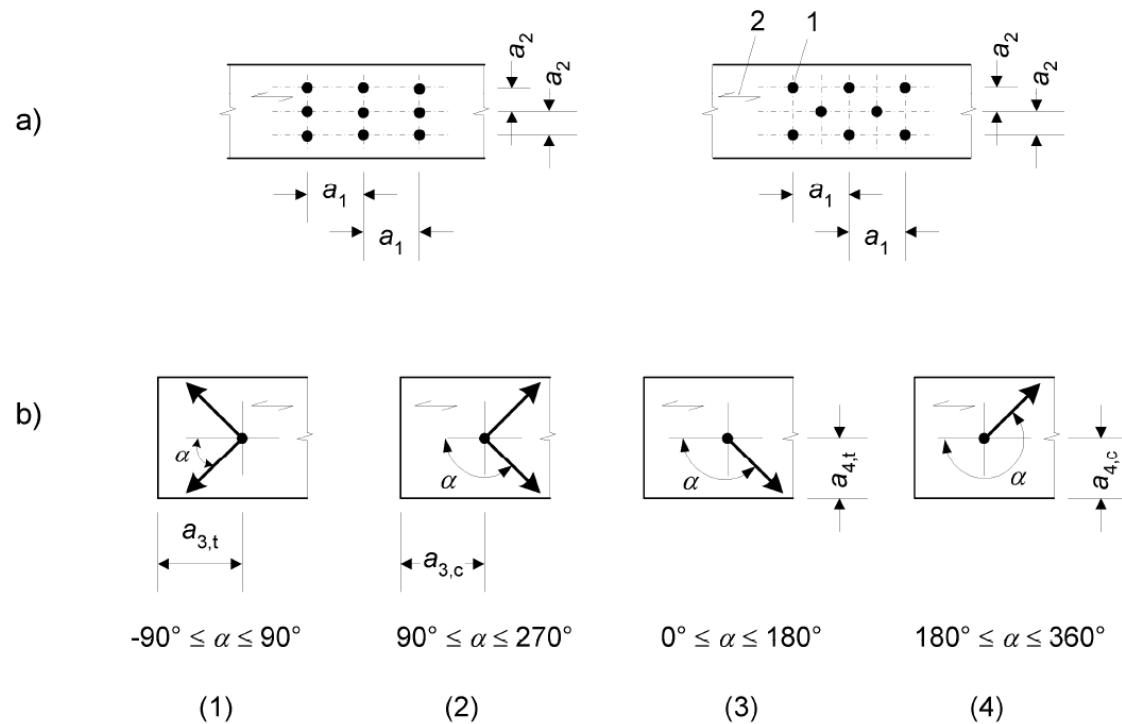 a)
a2
a2
a1
a1
2
1
a2
a2
a1
a1
b)
α
a3,t
α
a3,c
α
a4,t
α
a4,c
-90° ≤ α ≤ 90°
90° ≤ α ≤ 270°
0° ≤ α ≤ 180°
180° ≤ α ≤ 360°
(1)
(2)
(3)
(4)